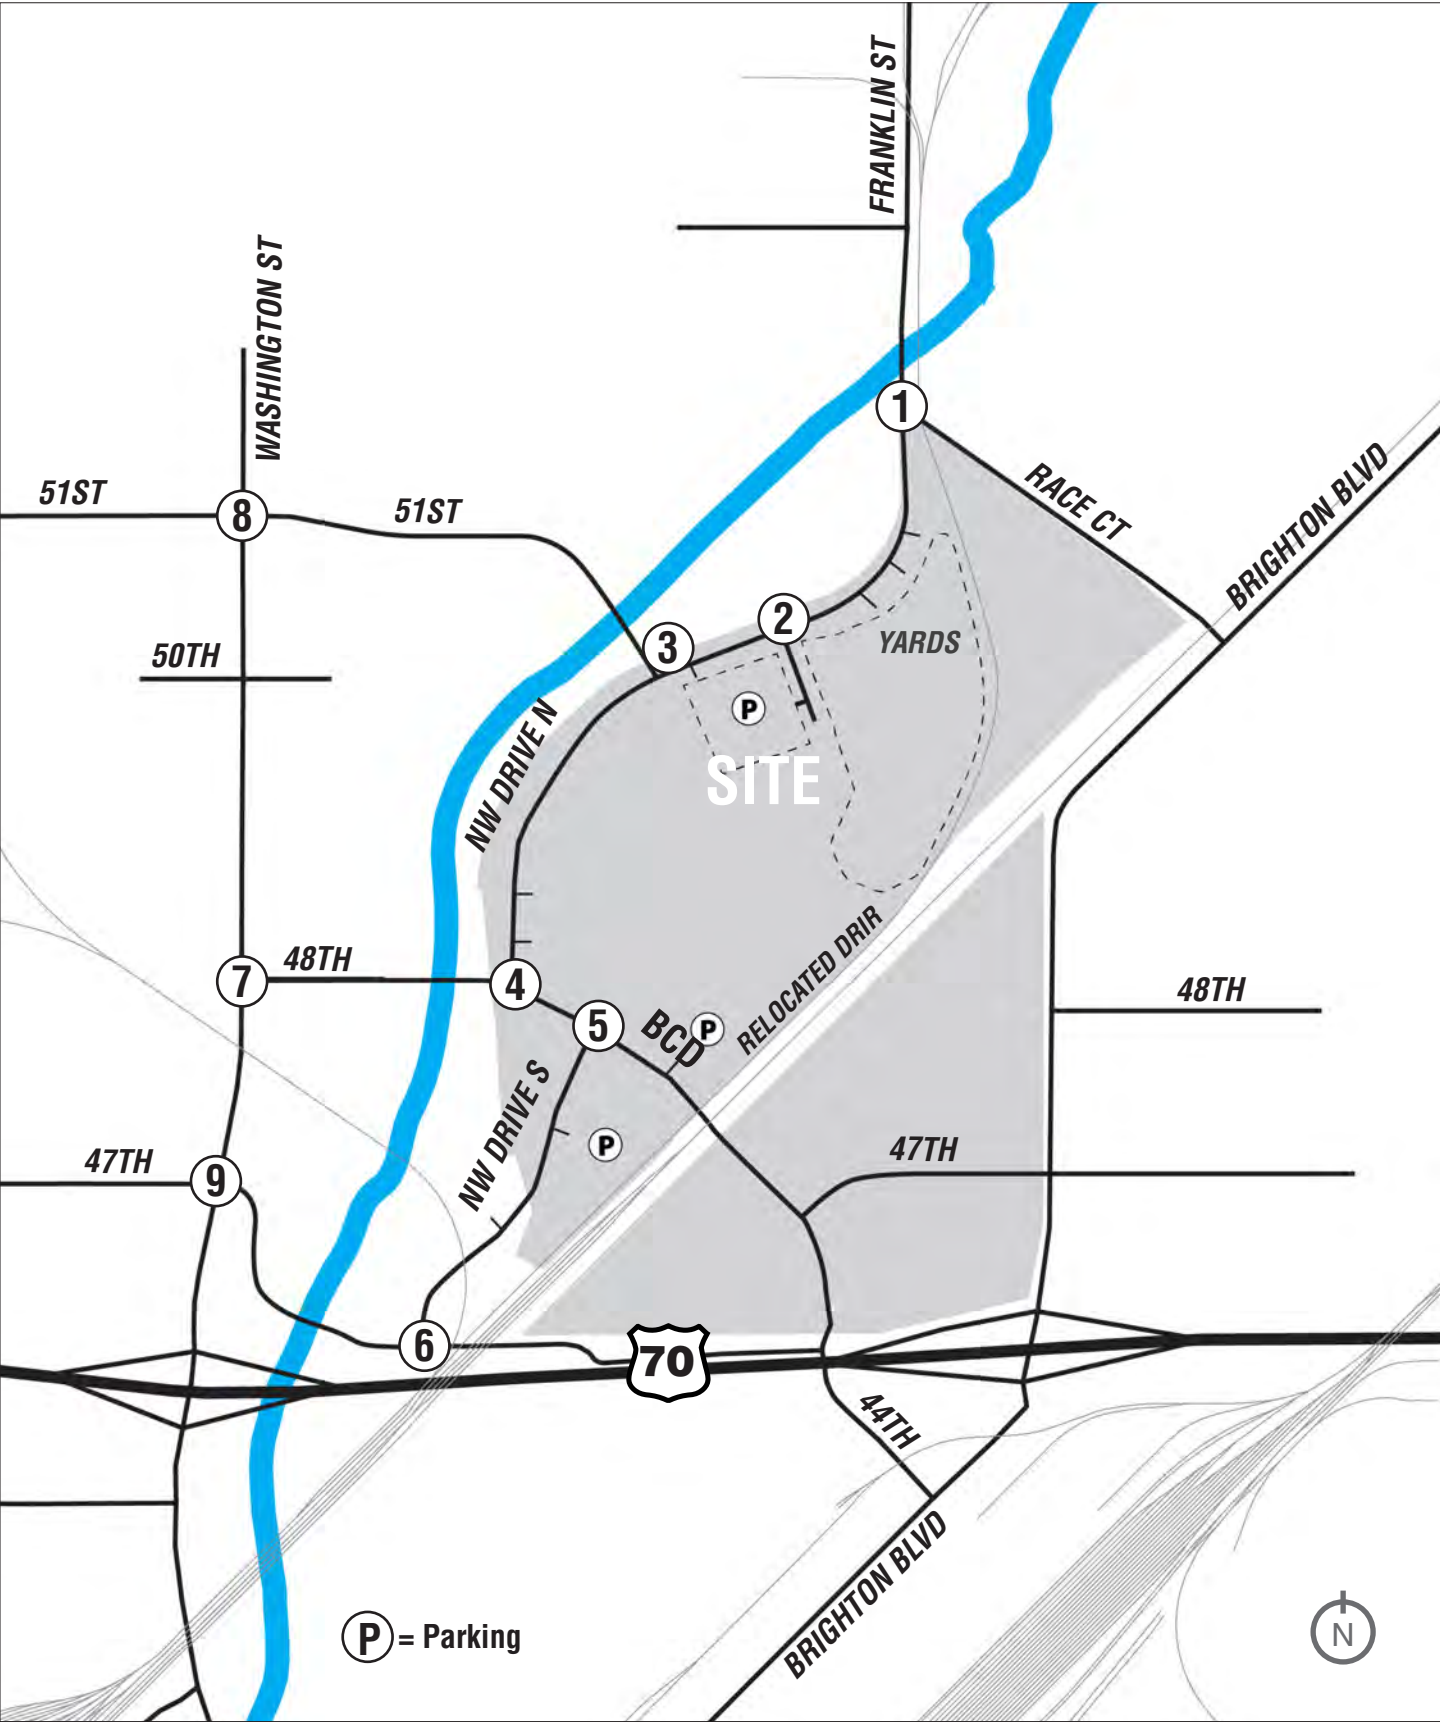 FRANKLIN ST
WASHINGTON ST
1
RACE CT
BRIGHTON BLVD
51ST
8
51ST
2
3
YARDS
50TH
P
NW DRIVE N
SITE
RELOCATED DRIR
7
48TH
4
48TH
5
BCD
P
NW DRIVE S
P
47TH
9
47TH
6
70
44TH
BRIGHTON BLVD
P = Parking
N